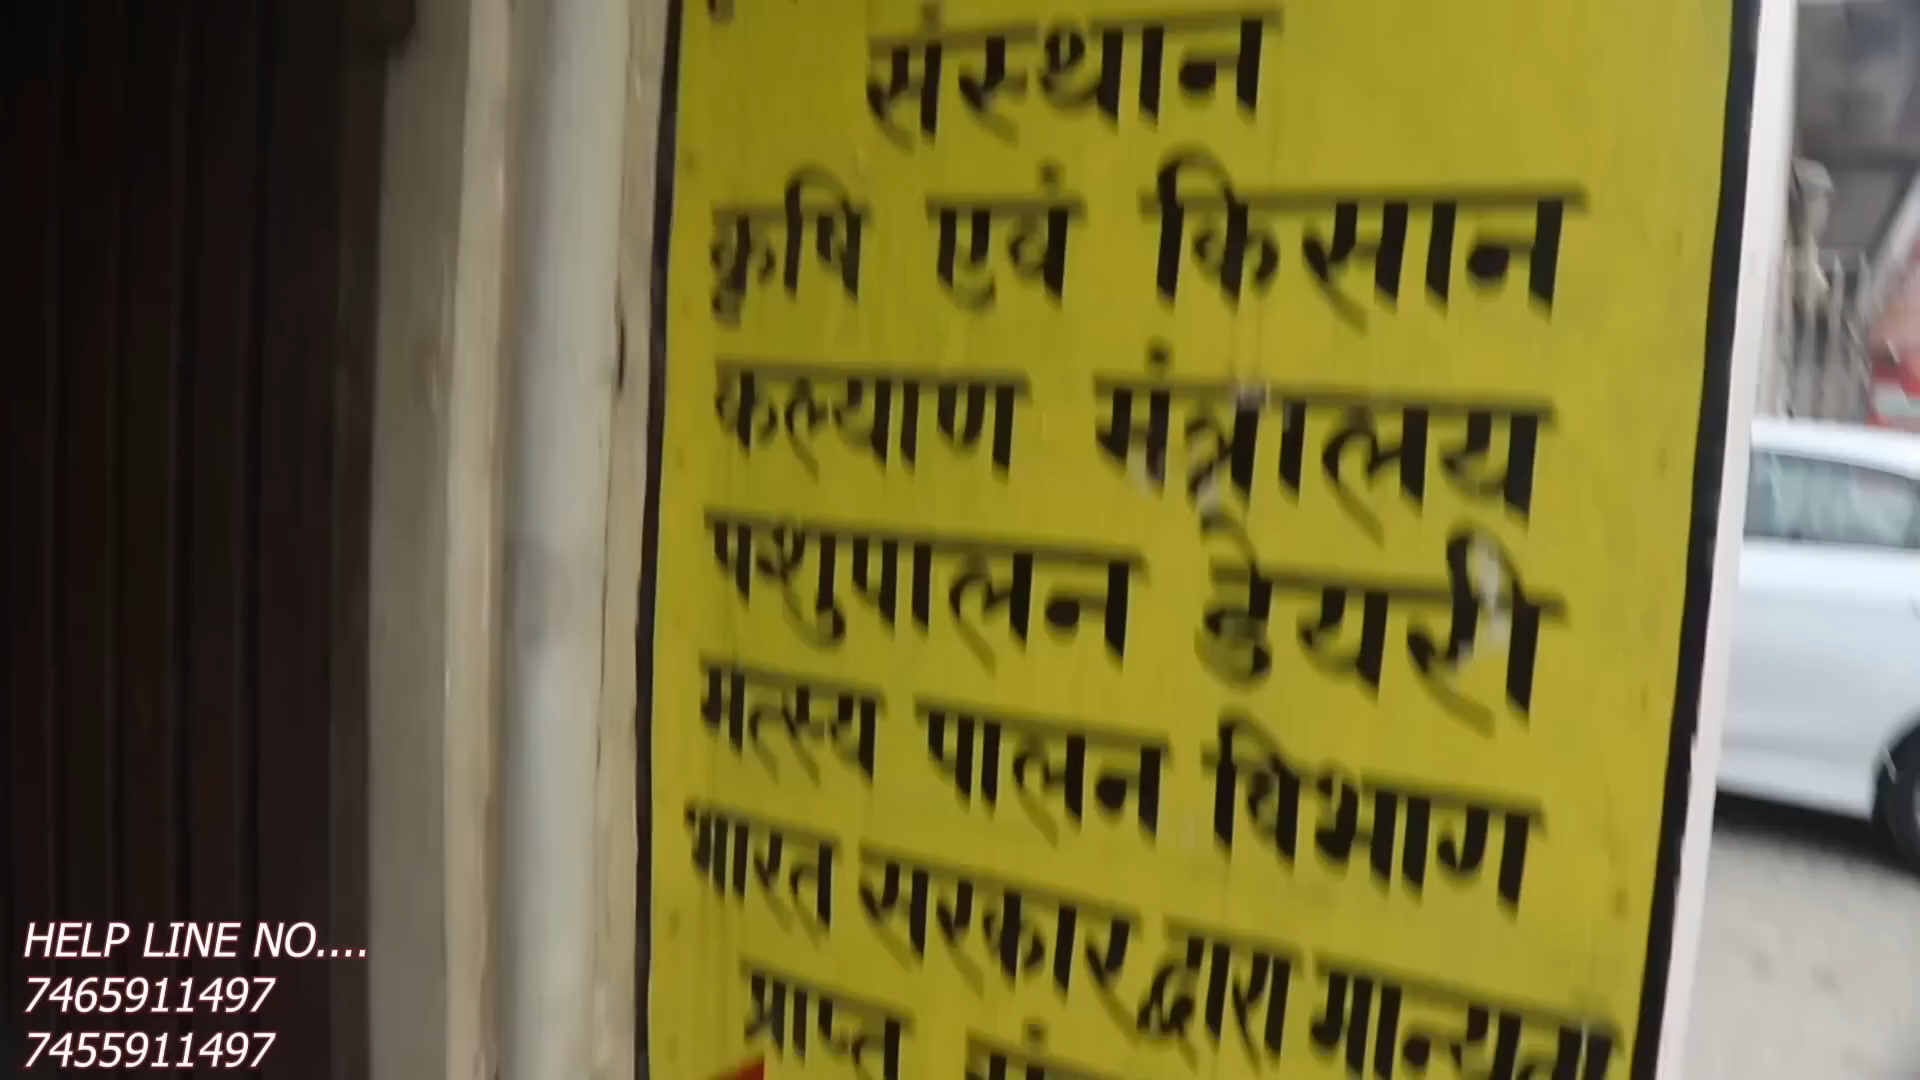 संस्थान
कृषि एवं किसान
कल्याण मंत्रालय
पशुपालन डेयरी
मत्स्य पालन विभाग
भारत सरकार द्वारा मान्यता
प्राप्त
HELP LINE NO....
7465911497
7455911497